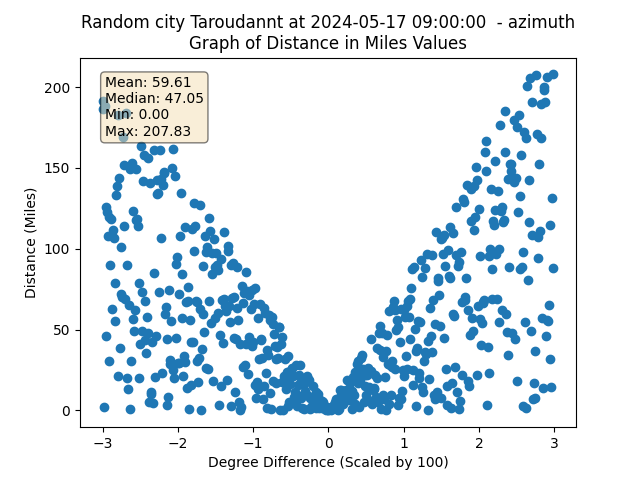 Random city Taroudannt at 2024-05-17 09:00:00  - azimuth
Graph of Distance in Miles Values
Mean: 59.61
Median: 47.05
Min: 0.00
Max: 207.83
Distance (Miles)
200
150
100
50
0
−3 −2 −1 0 1 2 3
Degree Difference (Scaled by 100)